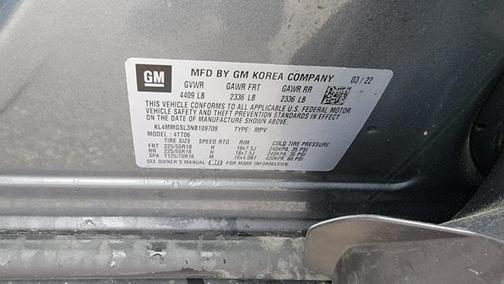 GM
MFD BY GM KOREA COMPANY
03/22
GVWR GAWR FRT GAWR RR
4409 LB 2336 LB 2336 LB
THIS VEHICLE CONFORMS TO ALL APPLICABLE U.S. FEDERAL MOTOR
VEHICLE SAFETY AND THEFT PREVENTION STANDARDS IN EFFECT
ON THE DATE OF MANUFACTURE SHOWN ABOVE.
KL4MMGSL3NB109709 TYPE: MPV
MODEL: 4TT06
TIRE SIZE SPEED RTG RIM COLD TIRE PRESSURE
FRT 225/55R18 H 18x7.5J 240KPA, 35 PSI
RR 225/55R18 H 18x7.5J 240KPA, 35 PSI
SPA T125/70R16 M 16x4.0BT 420KPA, 60 PSI
SEE OWNER'S MANUAL FOR MORE INFORMATION.